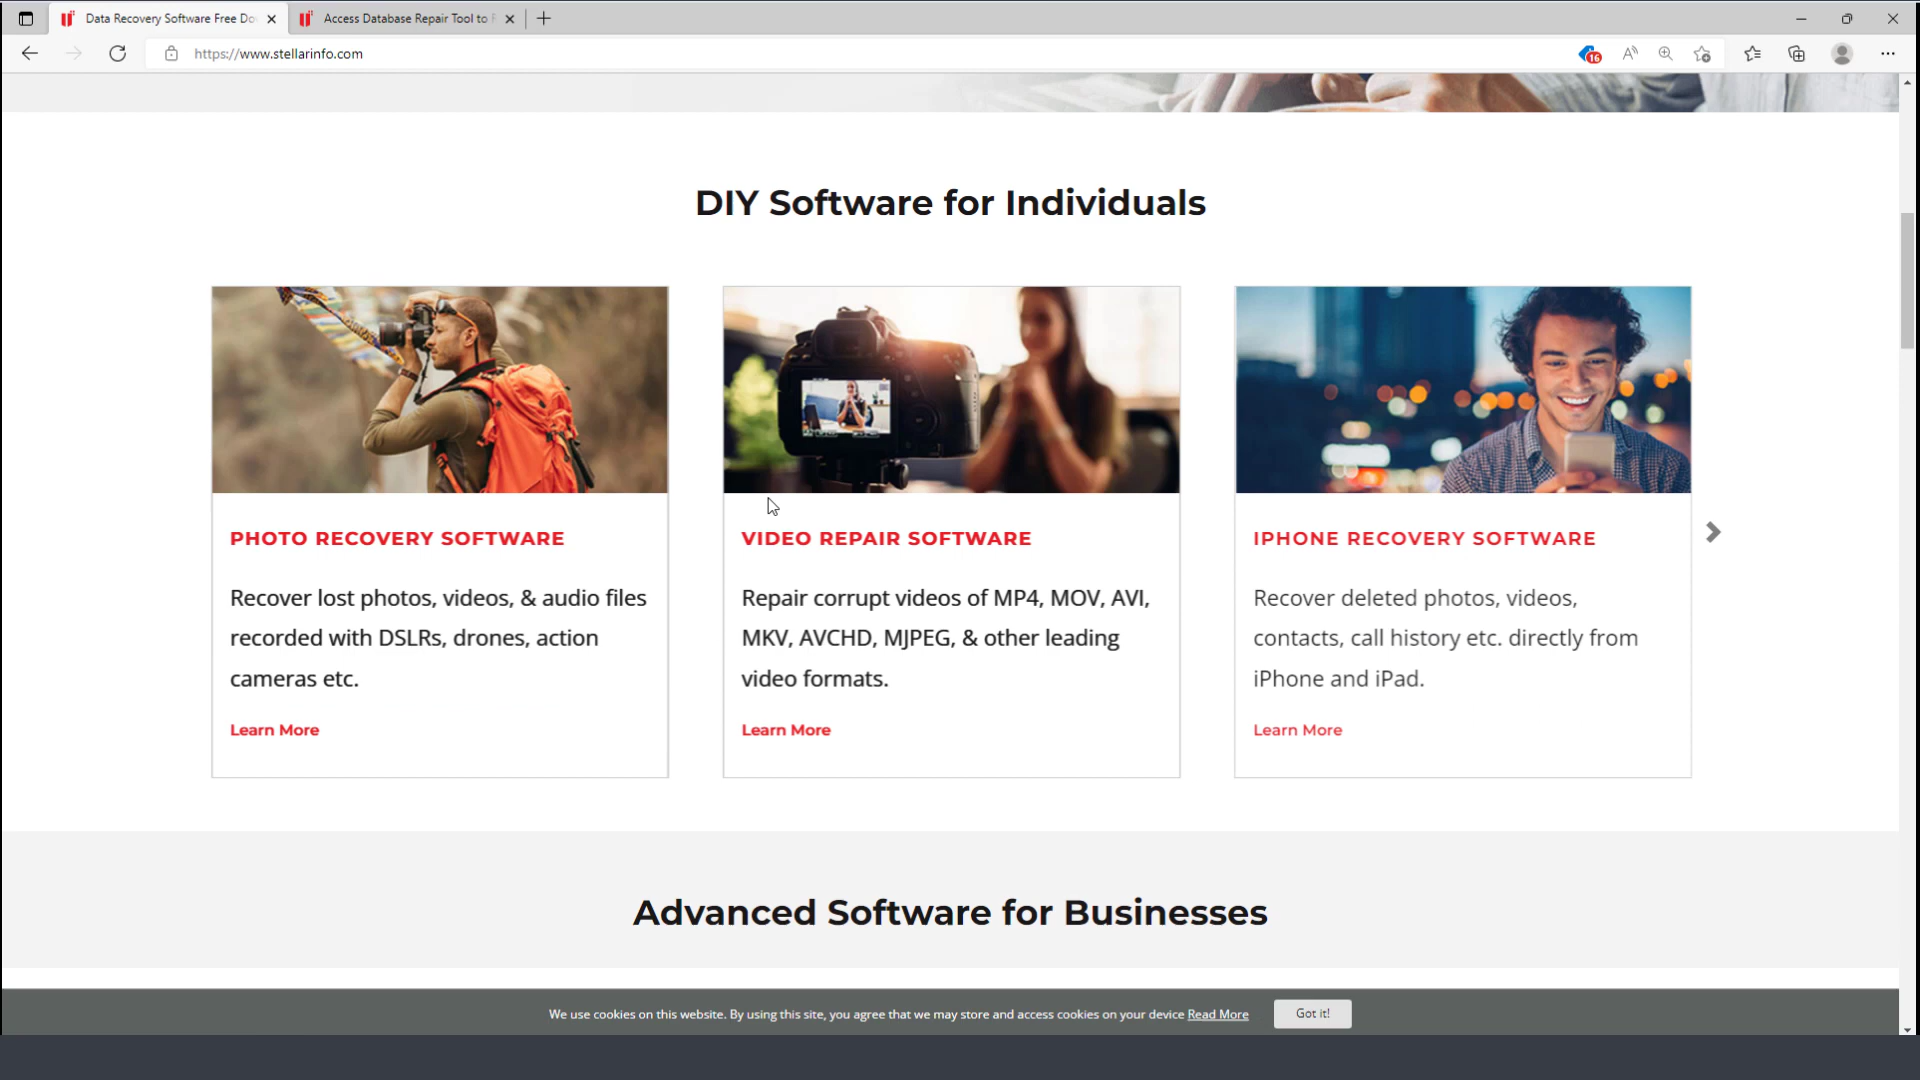 Data Recovery Software Free Do
Access Database Repair Tool to
https://www.stellarinfo.com
16
DIY Software for Individuals
PHOTO RECOVERY SOFTWARE
Recover lost photos, videos, & audio files
recorded with DSLRs, drones, action
cameras etc.
Learn More
VIDEO REPAIR SOFTWARE
Repair corrupt videos of MP4, MOV, AVI,
MKV, AVCHD, MJPEG, & other leading
video formats.
Learn More
IPHONE RECOVERY SOFTWARE
Recover deleted photos, videos,
contacts, call history etc. directly from
iPhone and iPad.
Learn More
Advanced Software for Businesses
We use cookies on this website. By using this site, you agree that we may store and access cookies on your device Read More
Got it!